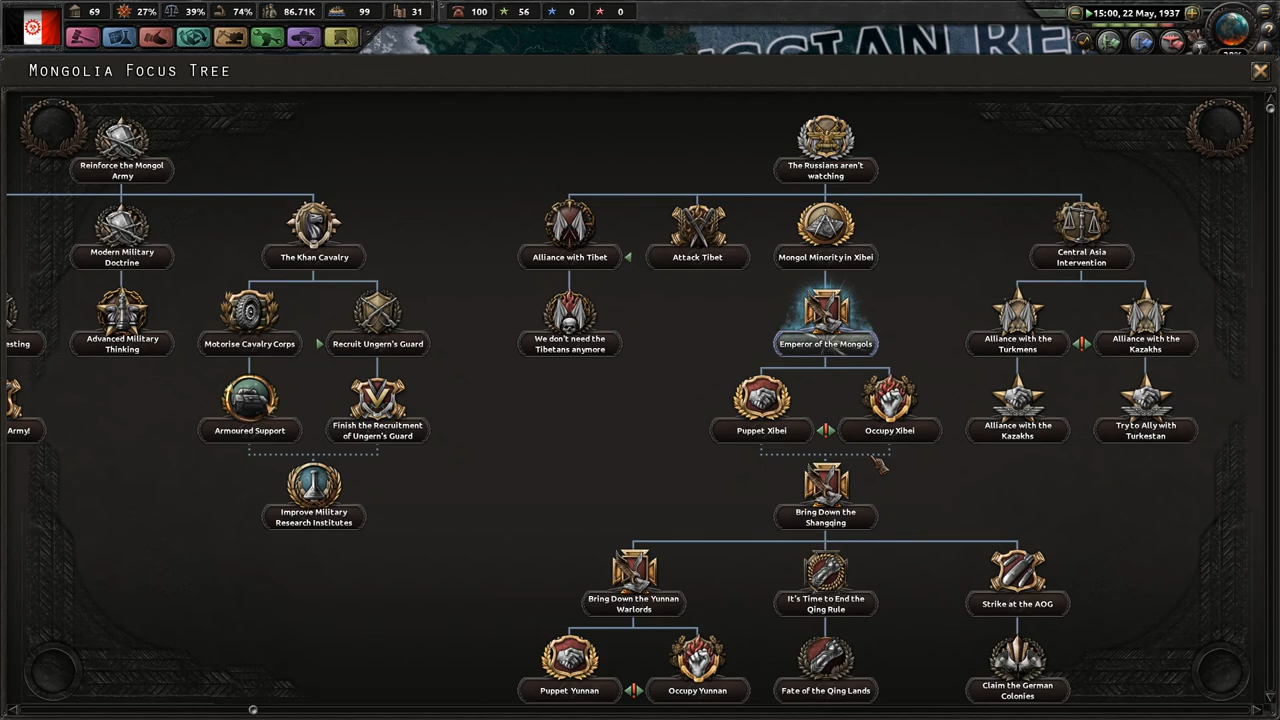 69 27% 39% 74% 86.71K 99 31 100 56 0 0 15:00, 22 May, 1937
MONGOLIA FOCUS TREE
Reinforce the Mongol
Army
The Russians aren't
watching
Modern Military
Doctrine
The Khan Cavalry
Alliance with Tibet
Attack Tibet
Mongol Minority in Xibei
Central Asia
Intervention
esting
Advanced Military
Thinking
Motorise Cavalry Corps
Recruit Ungern's Guard
We don't need the
Tibetans anymore
Emperor of the Mongols
Alliance with the
Turkmens
Alliance with the
Kazakhs
Army!
Armoured Support
Finish the Recruitment
of Ungern's Guard
Puppet Xibei
Occupy Xibei
Alliance with the
Kazakhs
Try to Ally with
Turkestan
Improve Military
Research Institutes
Bring Down the
Shangqing
Bring Down the Yunnan
Warlords
It's Time to End the
Qing Rule
Strike at the AOG
Puppet Yunnan
Occupy Yunnan
Fate of the Qing Lands
Claim the German
Colonies